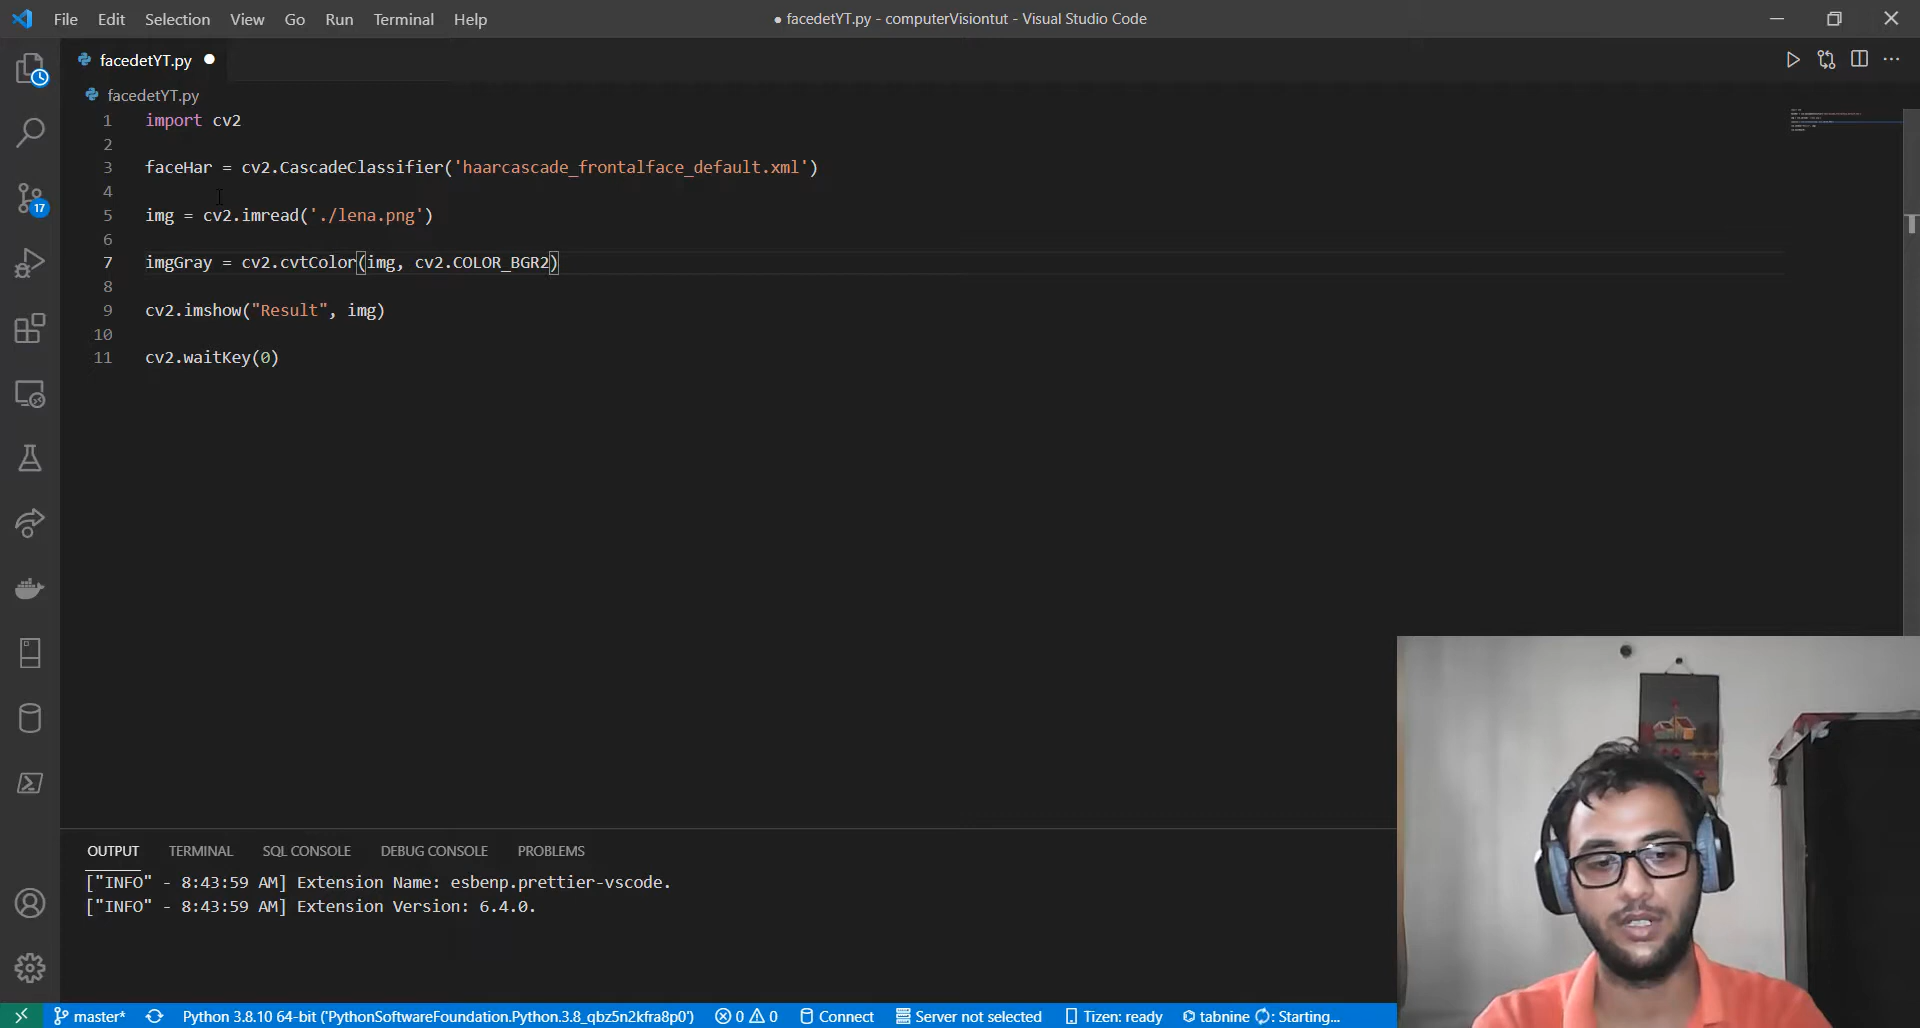 File Edit Selection View Go Run Terminal Help
● facedetYT.py - computerVisiontut - Visual Studio Code
facedetYT.py
facedetYT.py
1 import cv2
2
3 faceHar = cv2.CascadeClassifier('haarcascade_frontalface_default.xml')
4
5 img = cv2.imread('./lena.png')
6
7 imgGray = cv2.cvtColor(img, cv2.COLOR_BGR2)
8
9 cv2.imshow("Result", img)
10
11 cv2.waitKey(0)
17
OUTPUT TERMINAL SQL CONSOLE DEBUG CONSOLE PROBLEMS
["INFO" - 8:43:59 AM] Extension Name: esbenp.prettier-vscode.
["INFO" - 8:43:59 AM] Extension Version: 6.4.0.
master* Python 3.8.10 64-bit ('PythonSoftwareFoundation.Python.3.8_qbz5n2kfra8p0') 0 0 Connect Server not selected Tizen: ready tabnine : Starting...